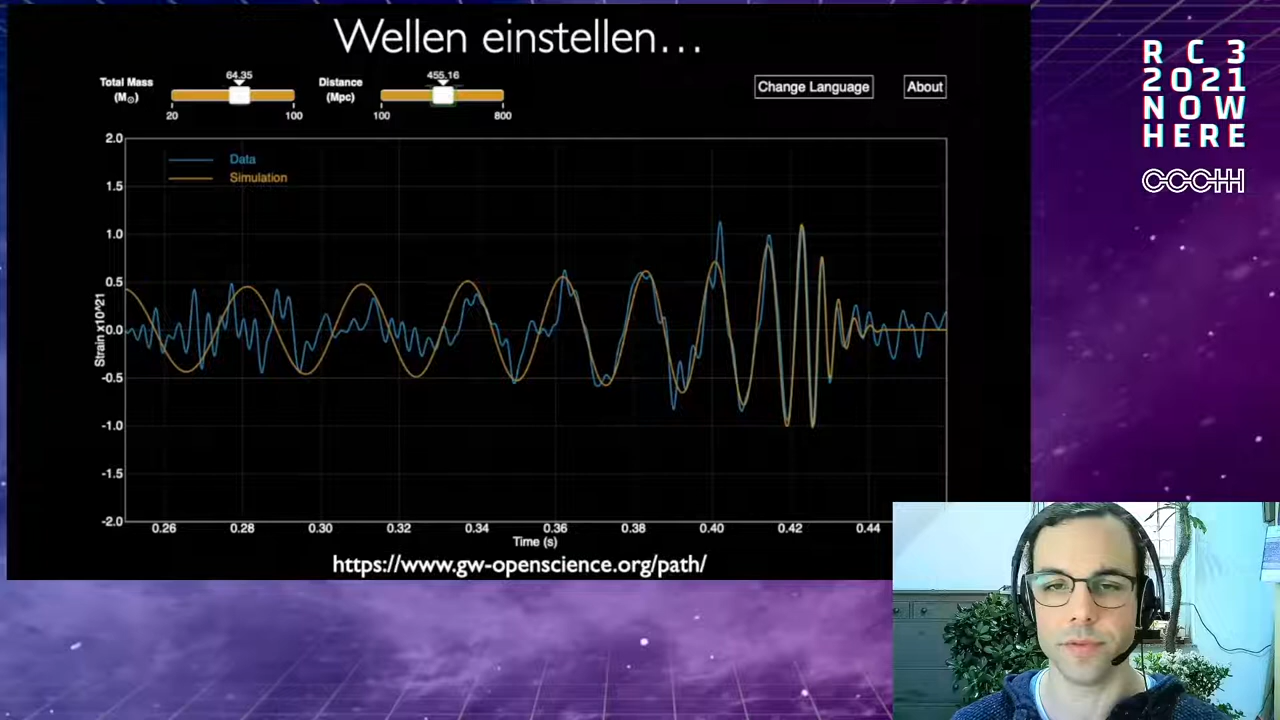 Wellen einstellen...
Total Mass
(M⊙)
64.35
20
100
Distance
(Mpc)
455.16
100
800
Change Language
About
Data
Simulation
2.0
1.5
1.0
0.5
0.0
-0.5
-1.0
-1.5
-2.0
Strain x10^21
0.26
0.28
0.30
0.32
0.34
0.36
0.38
0.40
0.42
0.44
Time (s)
https://www.gw-openscience.org/path/
RC3
2021
NOW
HERE
CCCHH